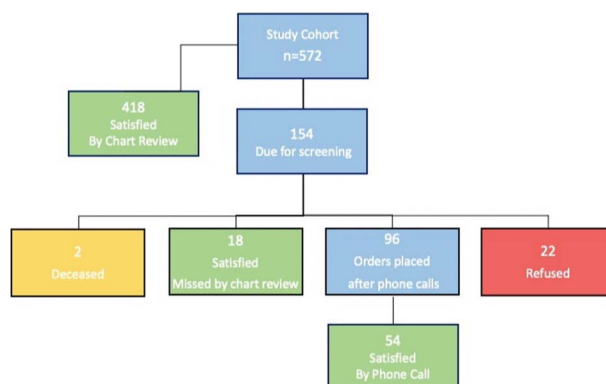 Study Cohort
n=572
418
Satisfied
By Chart Review
154
Due for screening
2
Deceased
18
Satisfied
Missed by chart review
96
Orders placed
after phone calls
22
Refused
54
Satisfied
By Phone Call